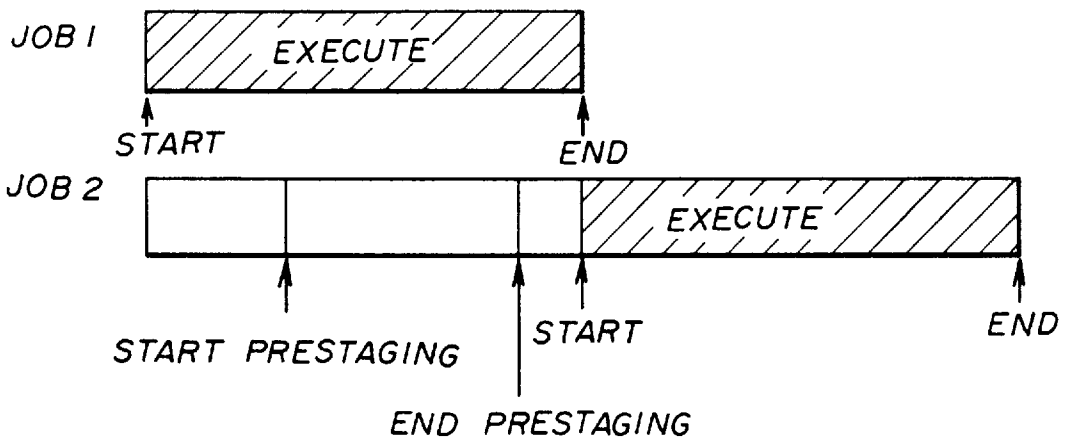 JOB 1
EXECUTE
START
END
JOB 2
EXECUTE
START PRESTAGING
START
END
END PRESTAGING